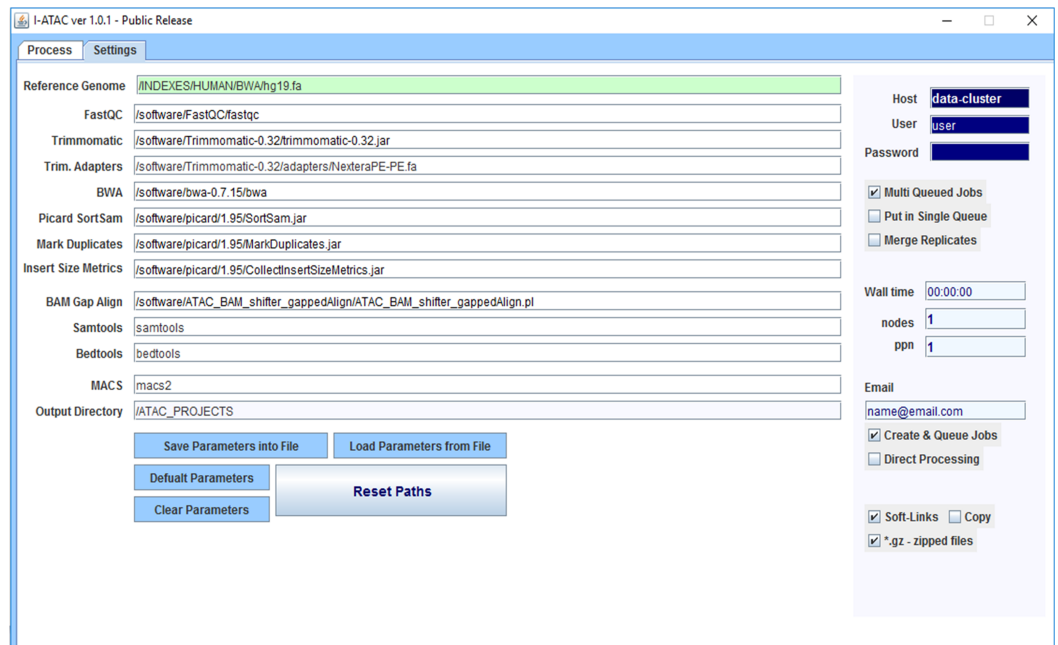 I-ATAC ver 1.0.1 - Public Release
Process Settings
Reference Genome /INDEXES/HUMAN/BWA/hg19.fa
FastQC /software/FastQC/fastqc
Trimmomatic /software/Trimmomatic-0.32/trimmomatic-0.32.jar
Trim. Adapters /software/Trimmomatic-0.32/adapters/NexteraPE-PE.fa
BWA /software/bwa-0.7.15/bwa
Picard SortSam /software/picard/1.95/SortSam.jar
Mark Duplicates /software/picard/1.95/MarkDuplicates.jar
Insert Size Metrics /software/picard/1.95/CollectInsertSizeMetrics.jar
BAM Gap Align /software/ATAC_BAM_shifter_gappedAlign/ATAC_BAM_shifter_gappedAlign.pl
Samtools samtools
Bedtools bedtools
MACS macs2
Output Directory /ATAC_PROJECTS
Save Parameters into File Load Parameters from File
Defualt Parameters
Reset Paths
Clear Parameters
Host data-cluster
User user
Password
Multi Queued Jobs
Put in Single Queue
Merge Replicates
Wall time 00:00:00
nodes 1
ppn 1
Email
name@email.com
Create & Queue Jobs
Direct Processing
Soft-Links Copy
*.gz - zipped files